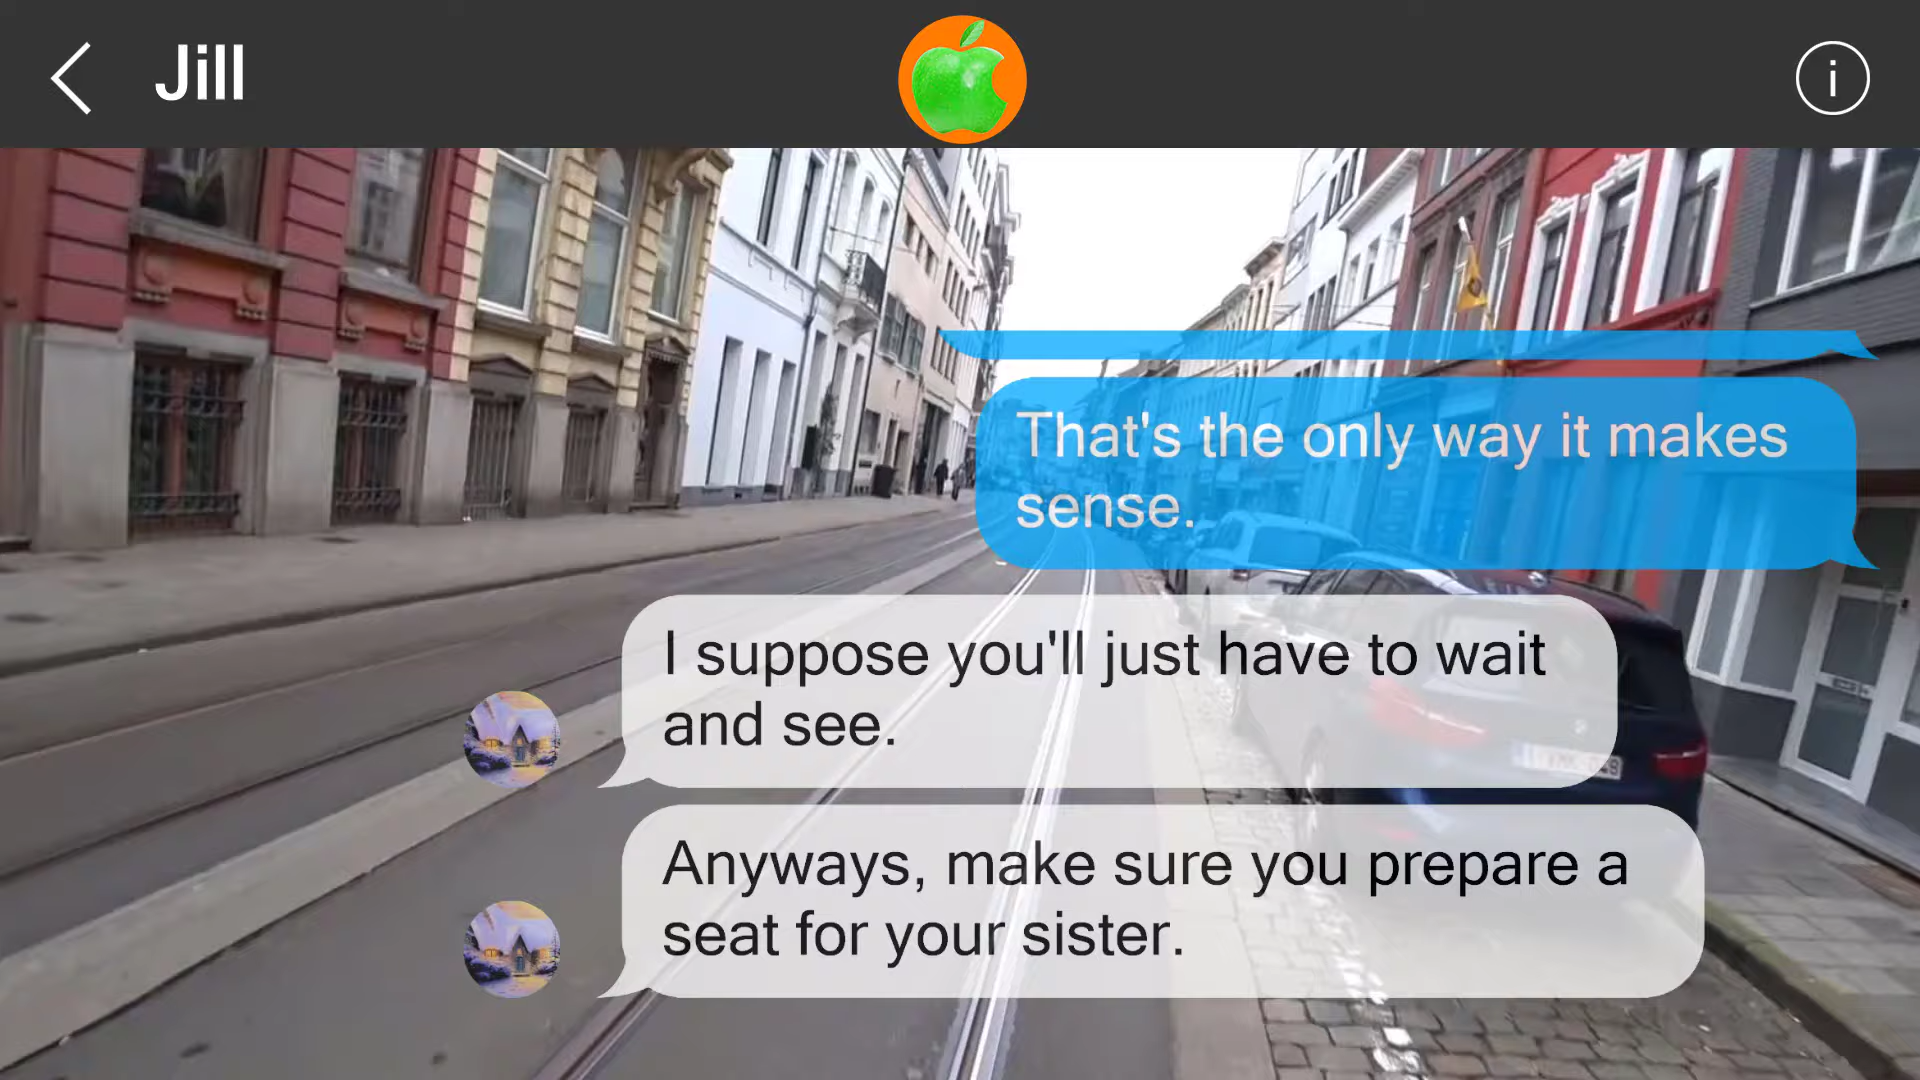 Jill
i
That's the only way it makes
sense.
I suppose you'll just have to wait
and see.
Anyways, make sure you prepare a
seat for your sister.